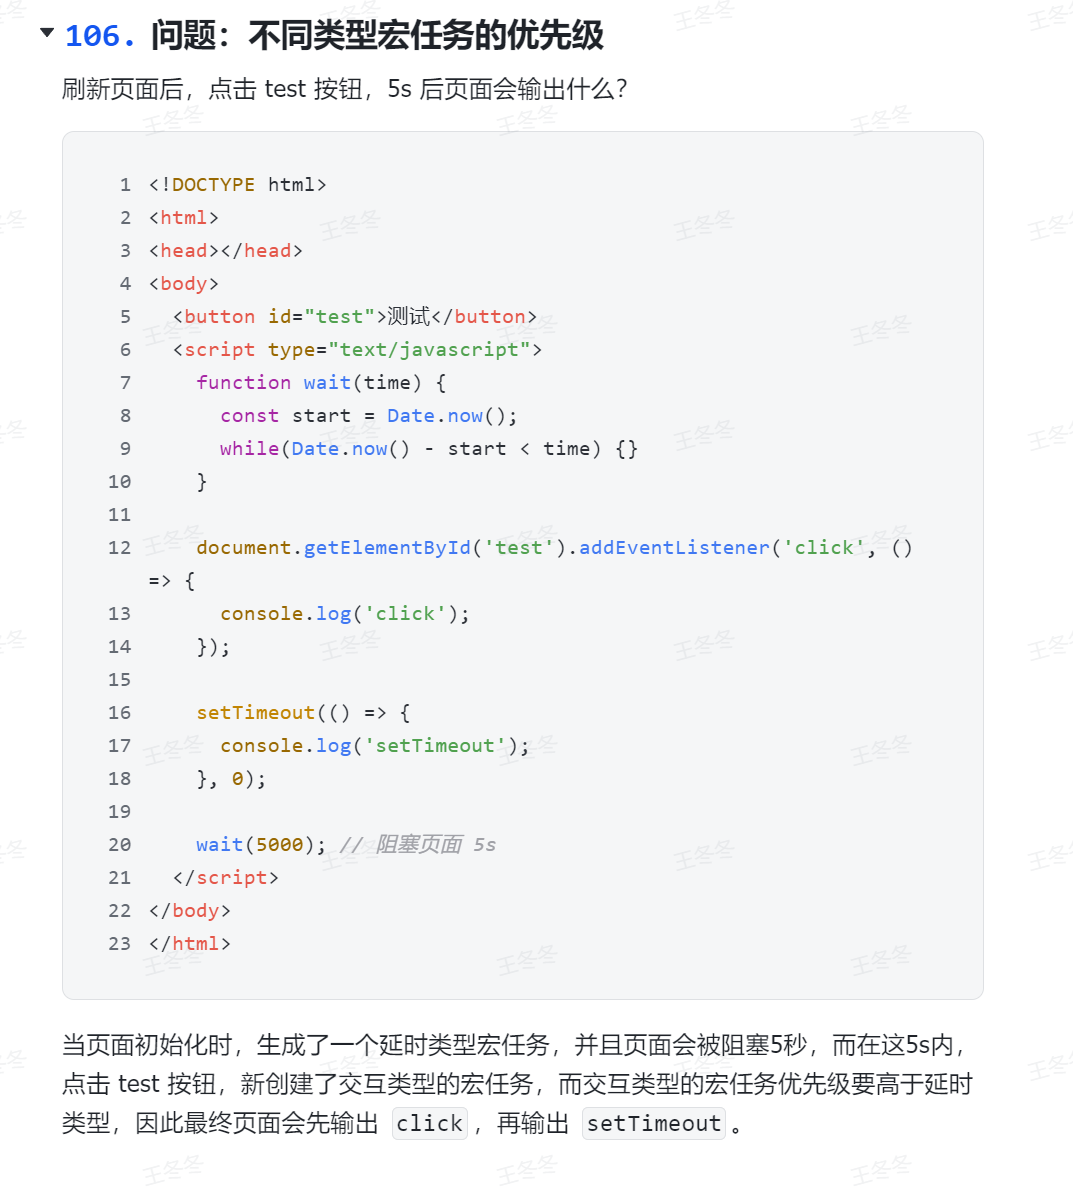 106. 问题：不同类型宏任务的优先级
刷新页面后，点击 test 按钮，5s 后页面会输出什么？
1 <!DOCTYPE html>
2 <html>
3 <head></head>
4 <body>
5   <button id="test">测试</button>
6   <script type="text/javascript">
7     function wait(time) {
8       const start = Date.now();
9       while(Date.now() - start < time) {}
10     }
11
12     document.getElementById('test').addEventListener('click', ()
=> {
13       console.log('click');
14     });
15
16     setTimeout(() => {
17       console.log('setTimeout');
18     }, 0);
19
20     wait(5000); // 阻塞页面 5s
21   </script>
22 </body>
23 </html>
当页面初始化时，生成了一个延时类型宏任务，并且页面会被阻塞5秒，而在这5s内，
点击 test 按钮，新创建了交互类型的宏任务，而交互类型的宏任务优先级要高于延时
类型，因此最终页面会先输出 click ，再输出 setTimeout 。
王冬冬